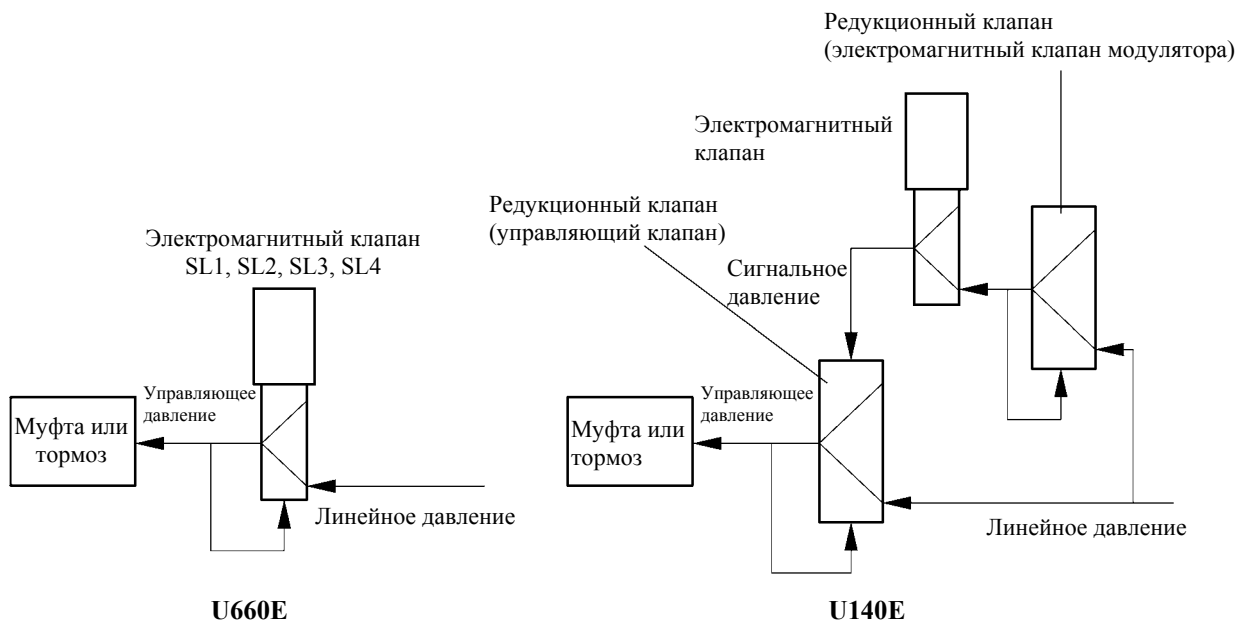 Редукционный клапан
(электромагнитный клапан модулятора)
Электромагнитный
клапан
Редукционный клапан
(управляющий клапан)
Электромагнитный клапан
SL1, SL2, SL3, SL4
Сигнальное
давление
Управляющее
давление
Муфта или
тормоз
Линейное давление
Управляющее
давление
Муфта или
тормоз
Линейное давление
U660E
U140E